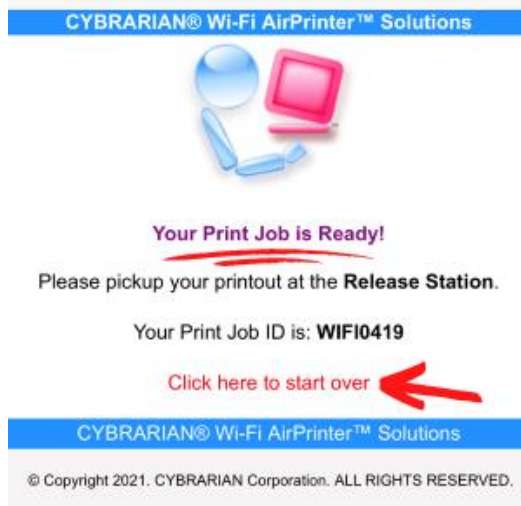 CYBRARIAN® Wi-Fi AirPrinter™ Solutions
Your Print Job is Ready!
Please pickup your printout at the Release Station.
Your Print Job ID is: WIFI0419
Click here to start over
CYBRARIAN® Wi-Fi AirPrinter™ Solutions
© Copyright 2021. CYBRARIAN Corporation. ALL RIGHTS RESERVED.